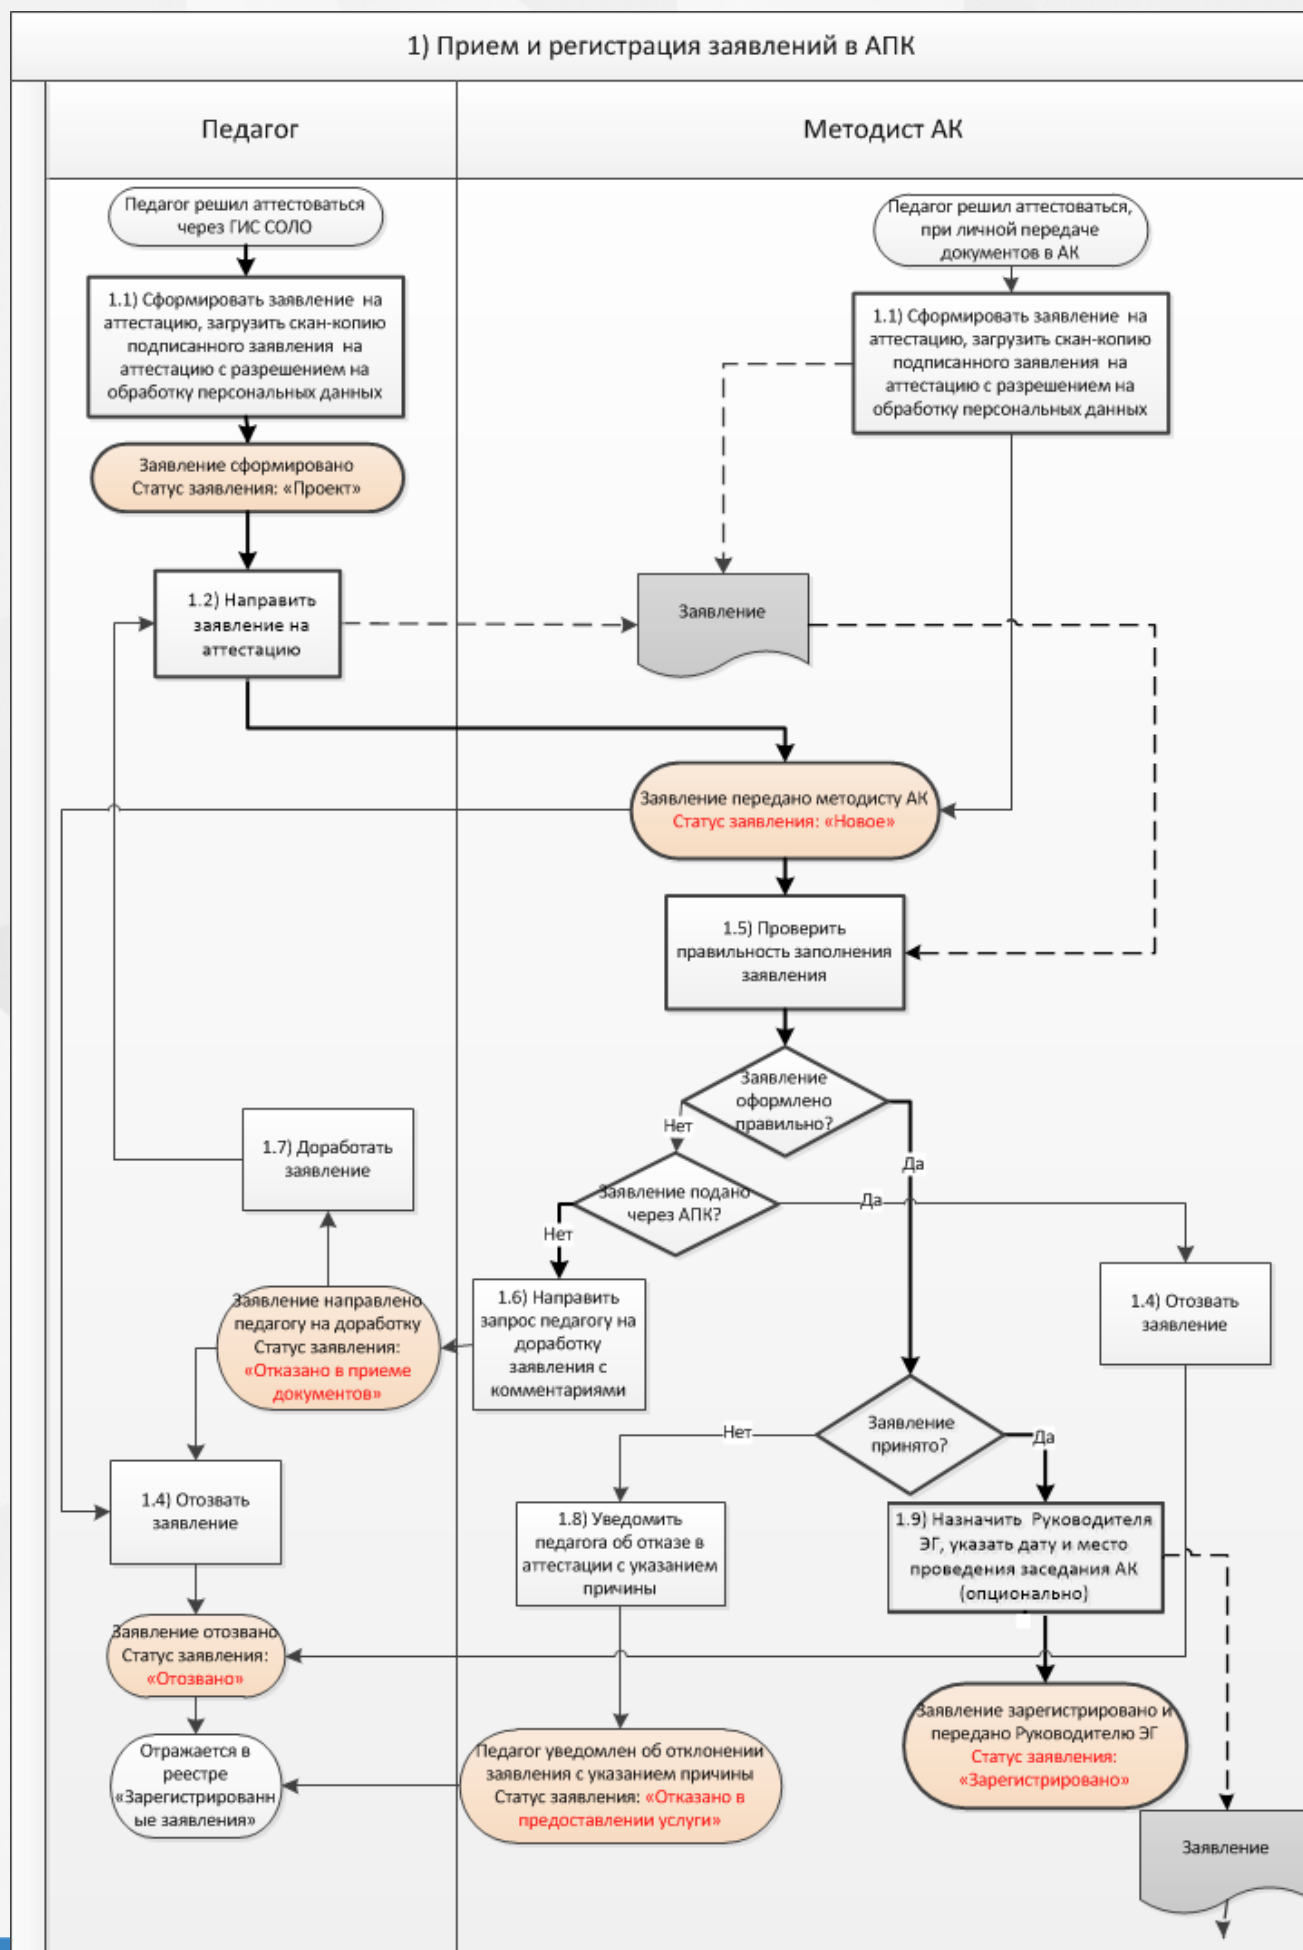 1) Прием и регистрация заявлений в АПК
Педагог
Методист АК
Педагог решил аттестоваться
через ГИС СОЛО
Педагог решил аттестоваться,
при личной передаче
документов в АК
1.1) Сформировать заявление на
аттестацию, загрузить скан-копию
подписанного заявления на
аттестацию с разрешением на
обработку персональных данных
1.1) Сформировать заявление на
аттестацию, загрузить скан-копию
подписанного заявления на
аттестацию с разрешением на
обработку персональных данных
Заявление сформировано
Статус заявления: «Проект»
1.2) Направить
заявление на
аттестацию
Заявление
Заявление передано методисту АК
Статус заявления: «Новое»
1.5) Проверить
правильность заполнения
заявления
Заявление
оформлено
правильно?
Нет
Да
1.7) Доработать
заявление
Заявление подано
через АПК?
Да
Нет
Заявление направлено
педагогу на доработку
Статус заявления:
«Отказано в приеме
документов»
1.6) Направить
запрос педагогу на
доработку
заявления с
комментариями
1.4) Отозвать
заявление
Заявление
принято?
Нет
Да
1.4) Отозвать
заявление
1.8) Уведомить
педагога об отказе в
аттестации с указанием
причины
1.9) Назначить Руководителя
ЭГ, указать дату и место
проведения заседания АК
(опционально)
Заявление отозвано
Статус заявления:
«Отозвано»
Заявление зарегистрировано и
передано Руководителю ЭГ
Статус заявления:
«Зарегистрировано»
Отражается в
реестре
«Зарегистрированн
ые заявления»
Педагог уведомлен об отклонении
заявления с указанием причины
Статус заявления: «Отказано в
предоставлении услуги»
Заявление